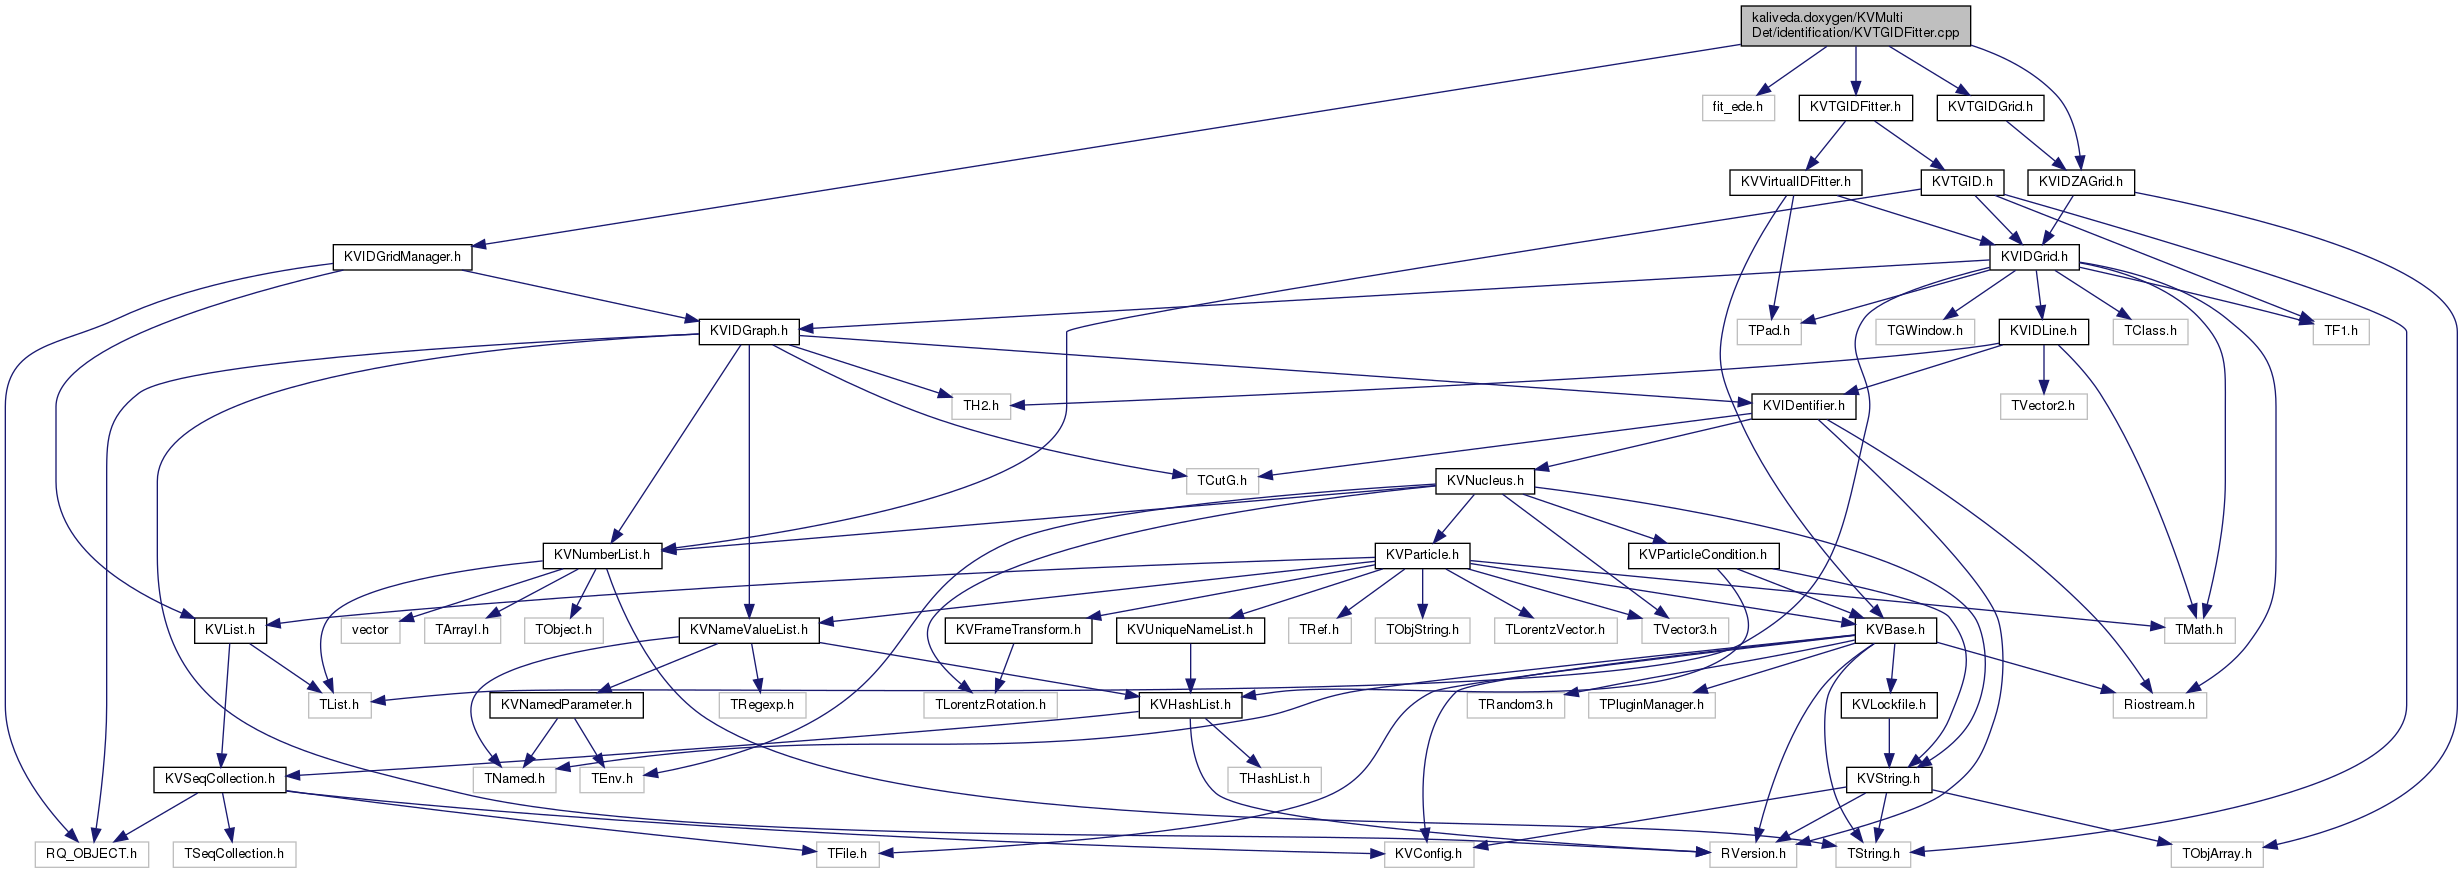 kaliveda.doxygen/KVMulti
Det/identification/KVTGIDFitter.cpp
fit_ede.h
KVTGIDFitter.h
KVTGIDGrid.h
KVVirtualIDFitter.h
KVTGID.h
KVIDZAGrid.h
KVIDGridManager.h
KVIDGrid.h
KVIDGraph.h
TPad.h
TGWindow.h
KVIDLine.h
TClass.h
TF1.h
TH2.h
KVIDentifier.h
TVector2.h
TCutG.h
KVNucleus.h
KVNumberList.h
KVParticle.h
KVParticleCondition.h
KVList.h
vector
TArrayI.h
TObject.h
KVNameValueList.h
KVFrameTransform.h
KVUniqueNameList.h
TRef.h
TObjString.h
TLorentzVector.h
TVector3.h
KVBase.h
TMath.h
TList.h
KVNamedParameter.h
TRegexp.h
TLorentzRotation.h
KVHashList.h
TRandom3.h
TPluginManager.h
KVLockfile.h
Riostream.h
KVSeqCollection.h
TNamed.h
TEnv.h
THashList.h
KVString.h
RQ_OBJECT.h
TSeqCollection.h
TFile.h
KVConfig.h
RVersion.h
TString.h
TObjArray.h